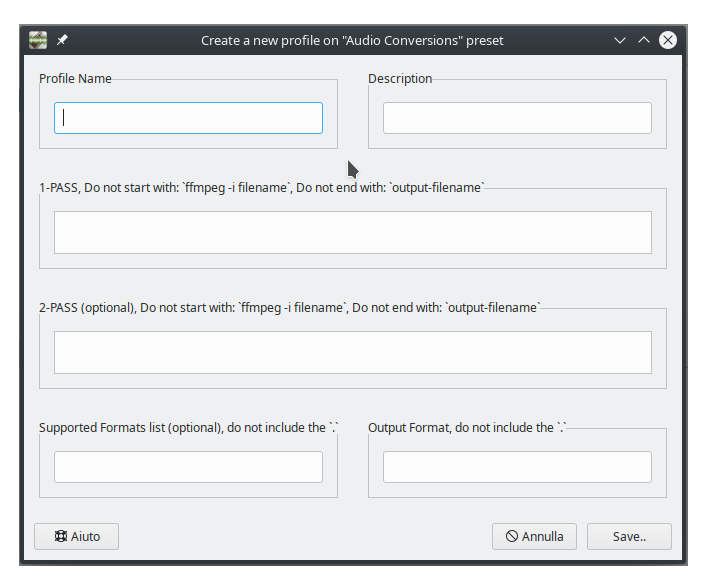 Create a new profile on "Audio Conversions" preset
Profile Name
Description
1-PASS, Do not start with: `ffmpeg -i filename`, Do not end with: `output-filename`
2-PASS (optional), Do not start with: `ffmpeg -i filename`, Do not end with: `output-filename`
Supported Formats list (optional), do not include the `.`
Output Format, do not include the `.`
Aiuto
Annulla
Save..